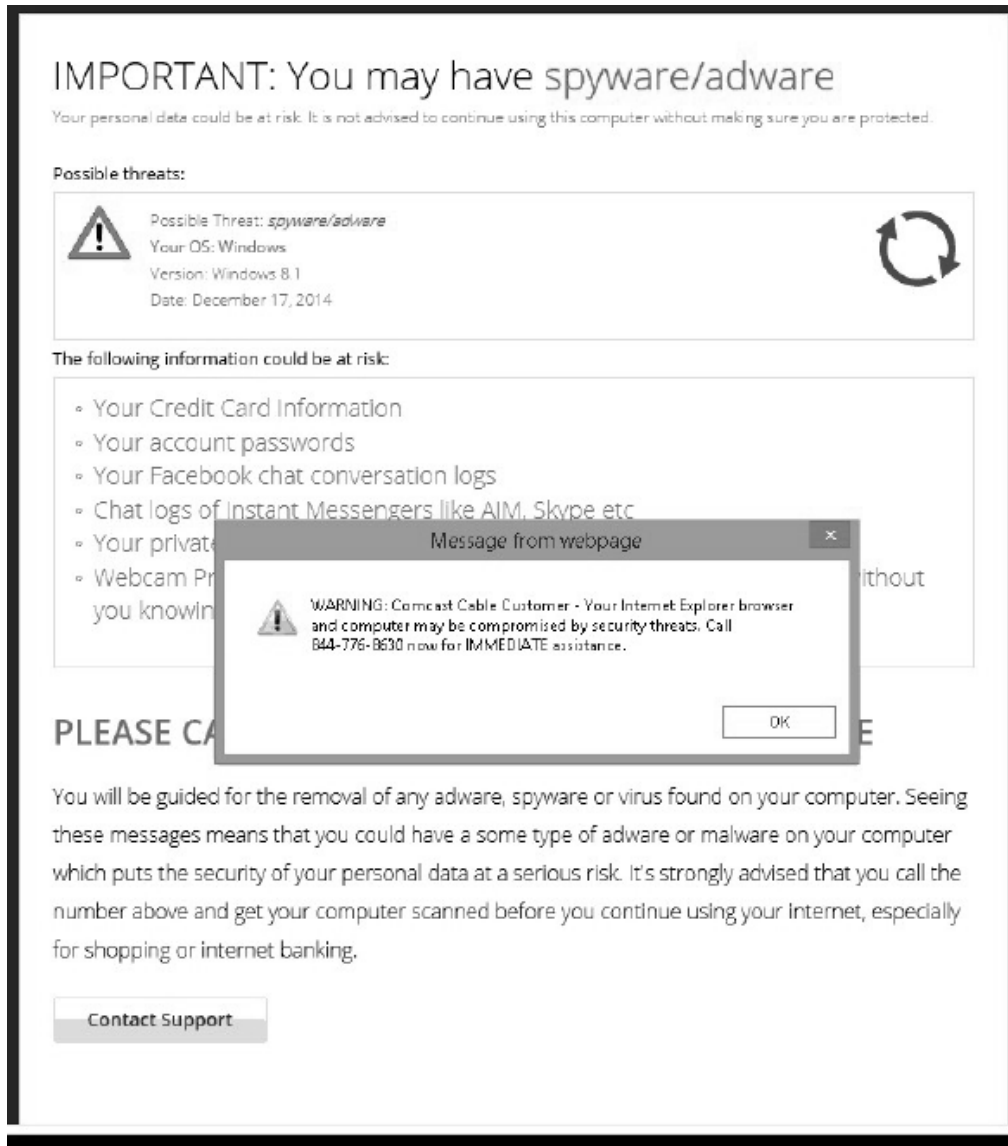 IMPORTANT: You may have spyware/adware
Your personal data could be at risk. It is not advised to continue using this computer without making sure you are protected.
Possible threats:
Possible Threat: spyware/adware
Your OS: Windows
Version: Windows 8.1
Date: December 17, 2014
The following information could be at risk:
Your Credit Card Information
Your account passwords
Your Facebook chat conversation logs
Chat logs of Instant Messengers like AIM, Skype etc
Your private
Webcam Pr
you knowin
Message from webpage
WARNING: Comcast Cable Customer - Your Internet Explorer browser
and computer may be compromised by security threats. Call
844-776-8630 now for IMMEDIATE assistance.
OK
PLEASE CA
You will be guided for the removal of any adware, spyware or virus found on your computer. Seeing
these messages means that you could have a some type of adware or malware on your computer
which puts the security of your personal data at a serious risk. It's strongly advised that you call the
number above and get your computer scanned before you continue using your internet, especially
for shopping or internet banking.
Contact Support